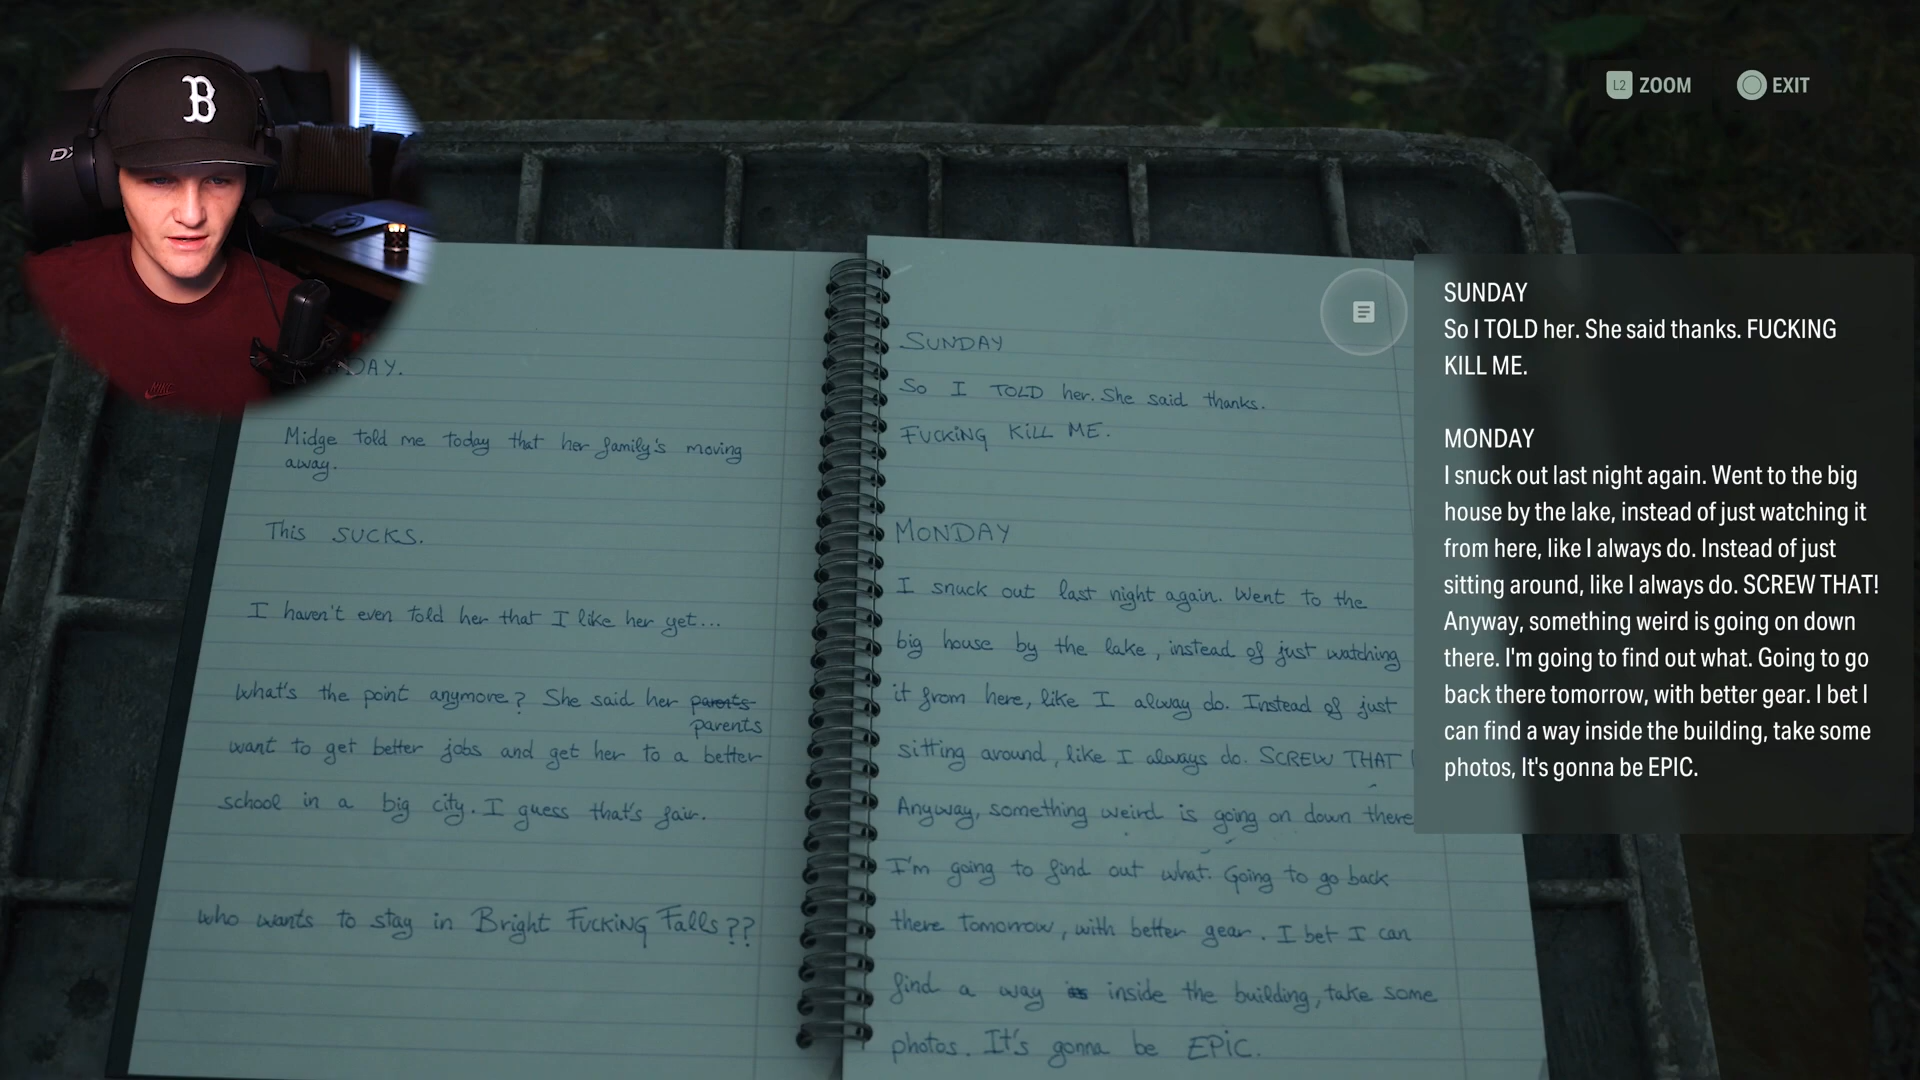 B
DX
L2 ZOOM
EXIT
DAY.
Midge told me today that her family's moving
away.
This SUCKS.
I haven't even told her that I like her yet...
what's the point anymore? She said her parents
parents
want to get better jobs and get her to a better
school in a big city. I guess that's fair.
who wants to stay in Bright FUCKING Falls??
SUNDAY
So I TOLD her. She said thanks.
FUCKING KILL ME.
MONDAY
I snuck out last night again. Went to the
big house by the lake, instead of just watching
it from here, like I alway do. Instead of just
sitting around, like I always do. SCREW THAT!
Anyway, something weird is going on down there
I'm going to find out what. Going to go back
there tomorrow, with better gear. I bet I can
find a way inside the building, take some
photos. It's gonna be EPIC.
SUNDAY
So I TOLD her. She said thanks. FUCKING
KILL ME.
MONDAY
I snuck out last night again. Went to the big
house by the lake, instead of just watching it
from here, like I always do. Instead of just
sitting around, like I always do. SCREW THAT!
Anyway, something weird is going on down
there. I'm going to find out what. Going to go
back there tomorrow, with better gear. I bet I
can find a way inside the building, take some
photos, It's gonna be EPIC.
NIKE